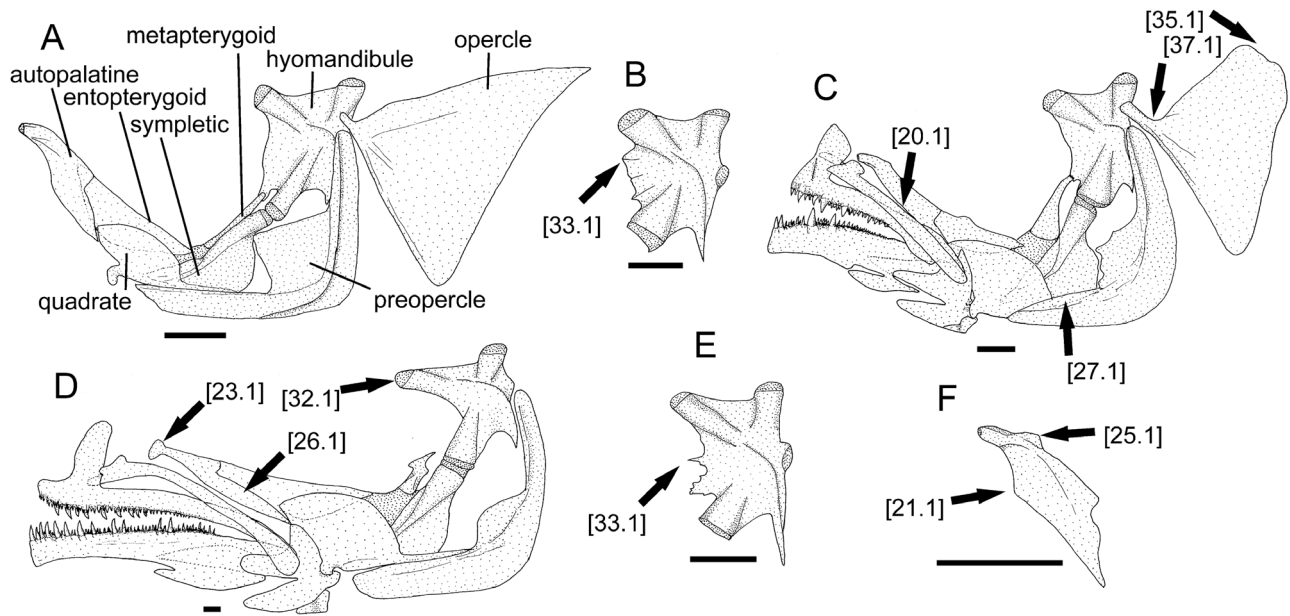 A
metapterygoid
hyomandibule
opercle
autopalatine
entopterygoid
sympletic
quadrate
preopercle
B
[33.1]
C
[35.1]
[37.1]
[20.1]
[27.1]
D
[23.1]
[32.1]
[26.1]
E
[33.1]
F
[25.1]
[21.1]